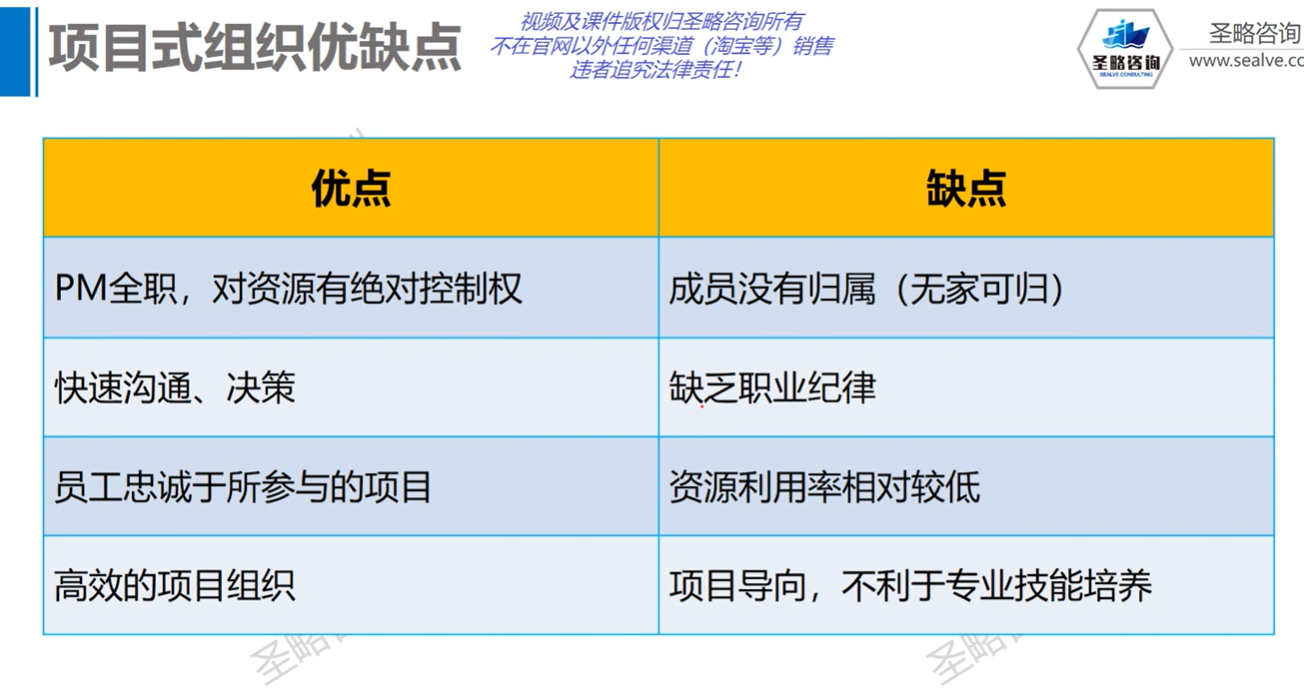 项目式组织优缺点
视频及课件版权归圣略咨询所有
不在官网以外任何渠道（淘宝等）销售
违者追究法律责任！
圣略咨询
SEALVE CONSULTING
圣略咨询
www.sealve.cc
优点
缺点
PM全职，对资源有绝对控制权
成员没有归属（无家可归）
快速沟通、决策
缺乏职业纪律
员工忠诚于所参与的项目
资源利用率相对较低
高效的项目组织
项目导向，不利于专业技能培养
圣略
圣略